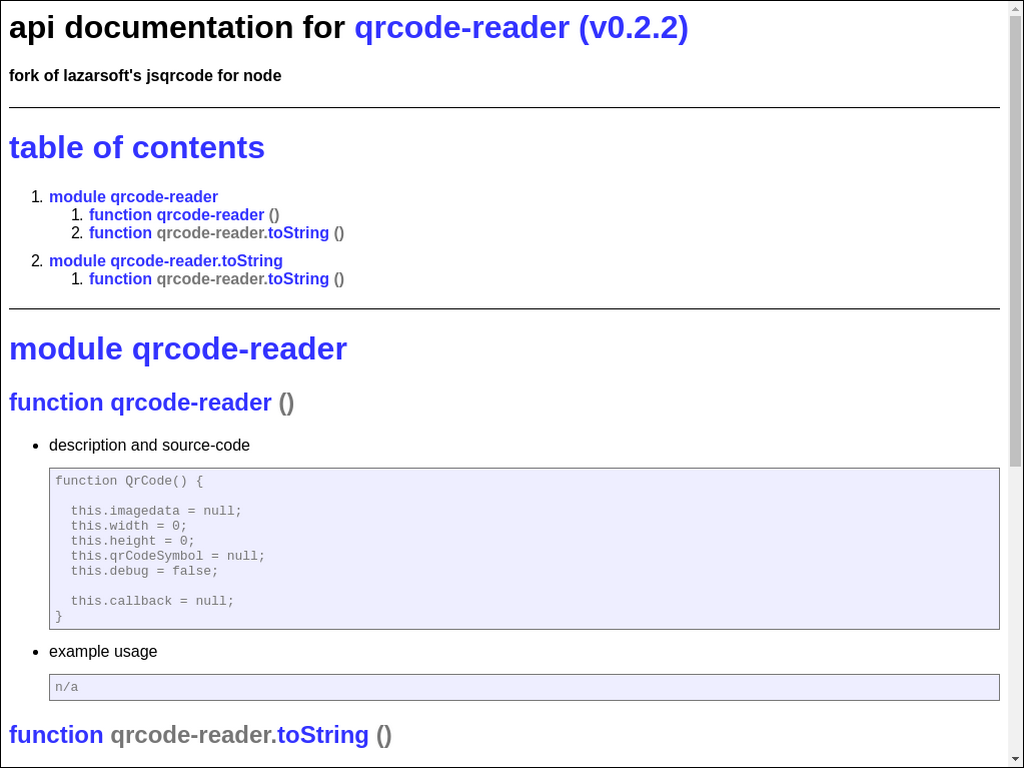 api documentation for qrcode-reader (v0.2.2)
fork of lazarsoft's jsqrcode for node
table of contents
1. module qrcode-reader
1. function qrcode-reader ()
2. function qrcode-reader.toString ()
2. module qrcode-reader.toString
1. function qrcode-reader.toString ()
module qrcode-reader
function qrcode-reader ()
• description and source-code
function QrCode() {
  this.imagedata = null;
  this.width = 0;
  this.height = 0;
  this.qrCodeSymbol = null;
  this.debug = false;
  this.callback = null;
}
• example usage
n/a
function qrcode-reader.toString ()